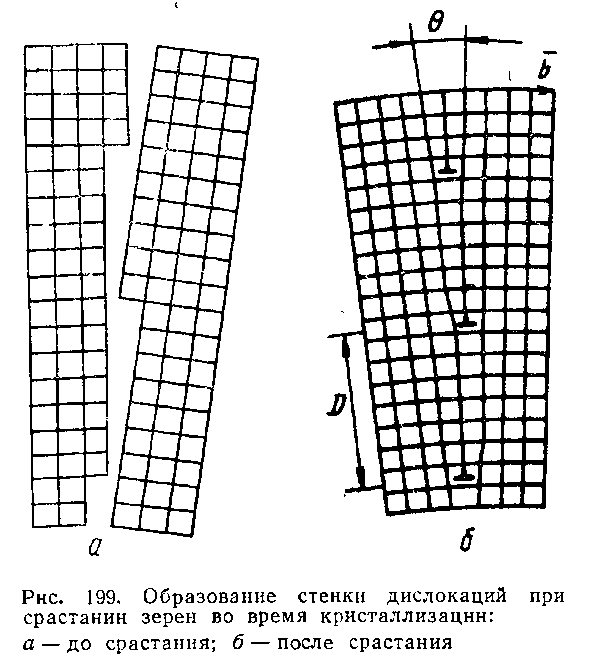 θ
b̅
D
а
б
Рис. 199. Образование стенки дислокаций при
срастании зерен во время кристаллизации:
а — до срастания; б — после срастания